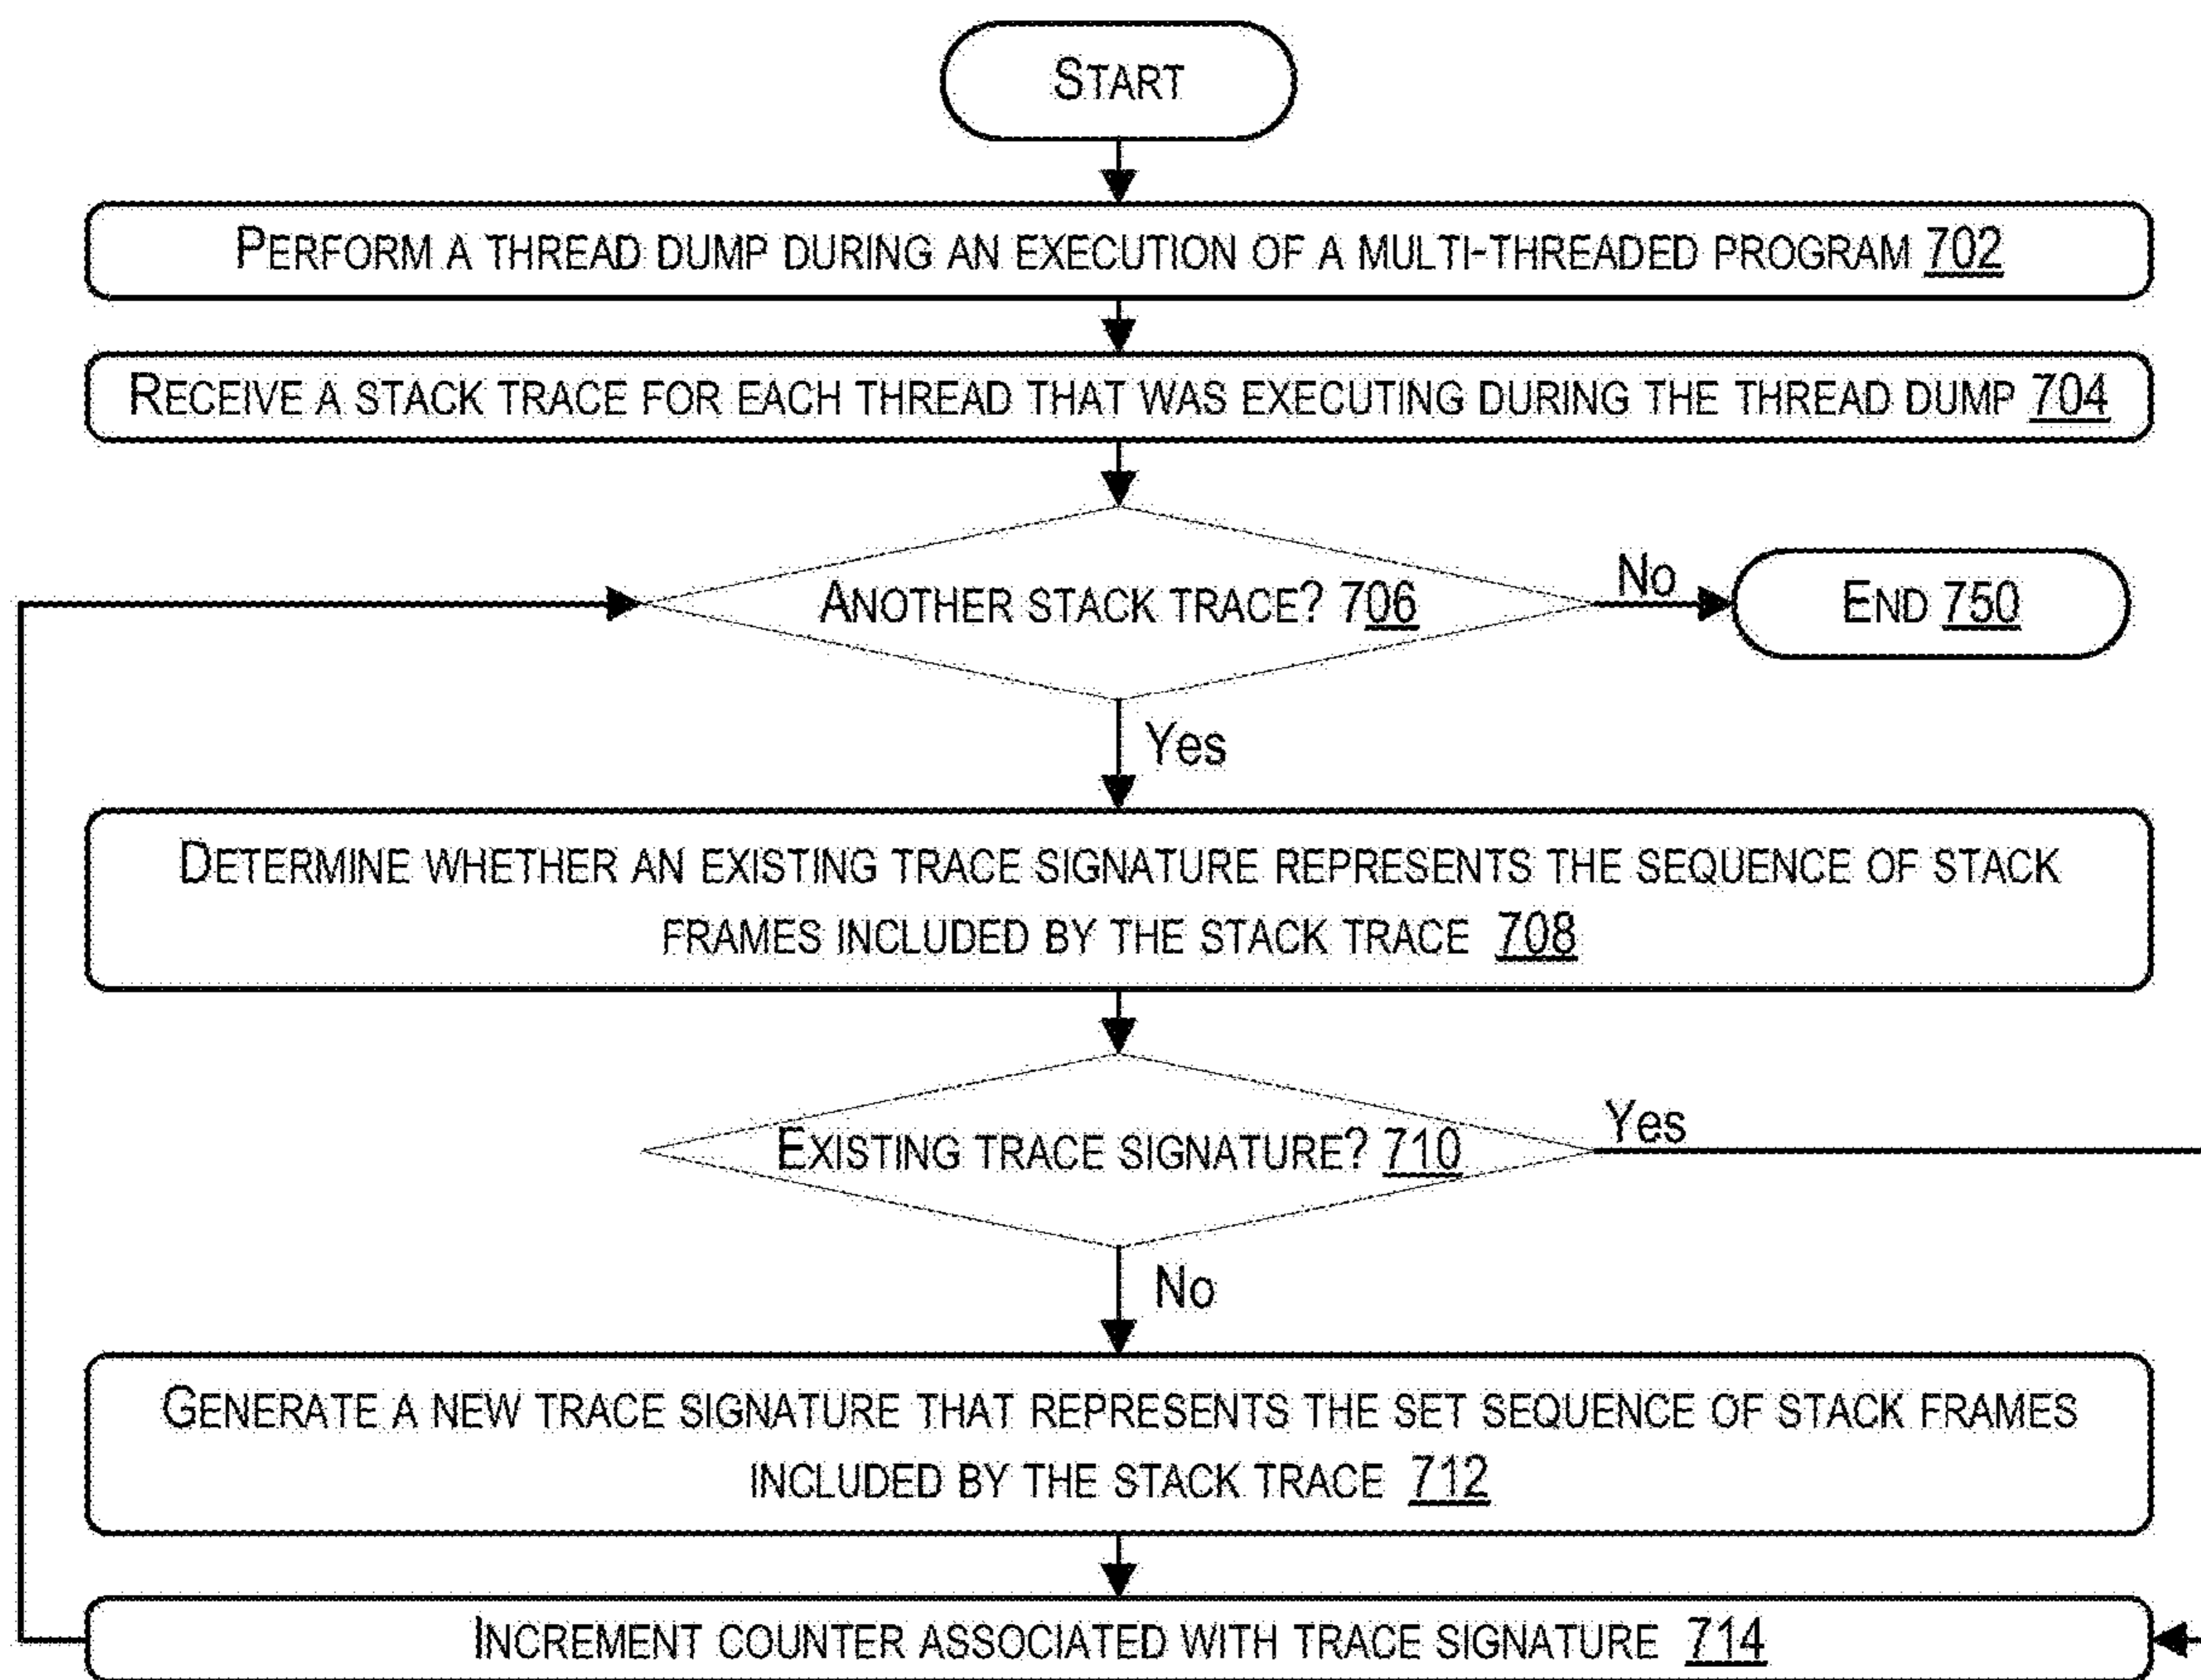 START
PERFORM A THREAD DUMP DURING AN EXECUTION OF A MULTI-THREADED PROGRAM 702
RECEIVE A STACK TRACE FOR EACH THREAD THAT WAS EXECUTING DURING THE THREAD DUMP 704
ANOTHER STACK TRACE? 706
No
END 750
Yes
DETERMINE WHETHER AN EXISTING TRACE SIGNATURE REPRESENTS THE SEQUENCE OF STACK
FRAMES INCLUDED BY THE STACK TRACE 708
EXISTING TRACE SIGNATURE? 710
Yes
No
GENERATE A NEW TRACE SIGNATURE THAT REPRESENTS THE SET SEQUENCE OF STACK FRAMES
INCLUDED BY THE STACK TRACE 712
INCREMENT COUNTER ASSOCIATED WITH TRACE SIGNATURE 714